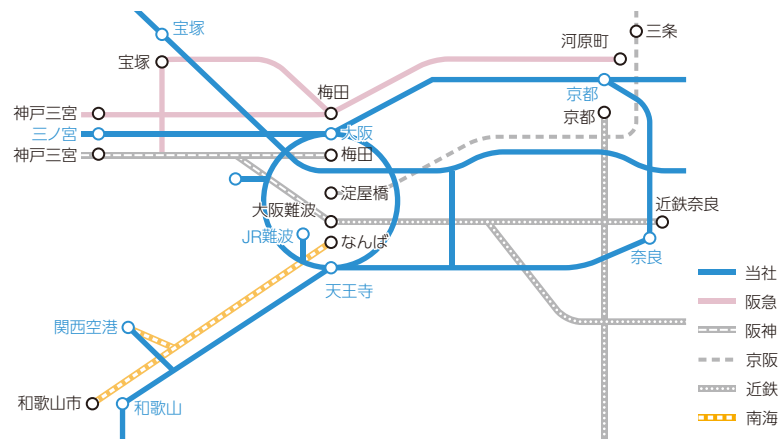 宝塚
三条
河原町
宝塚
梅田
京都
神戸三宮
京都
三ノ宮
大阪
神戸三宮
梅田
淀屋橋
大阪難波
近鉄奈良
JR難波
なんば
奈良
天王寺
当社
阪急
関西空港
阪神
京阪
近鉄
和歌山市
和歌山
南海